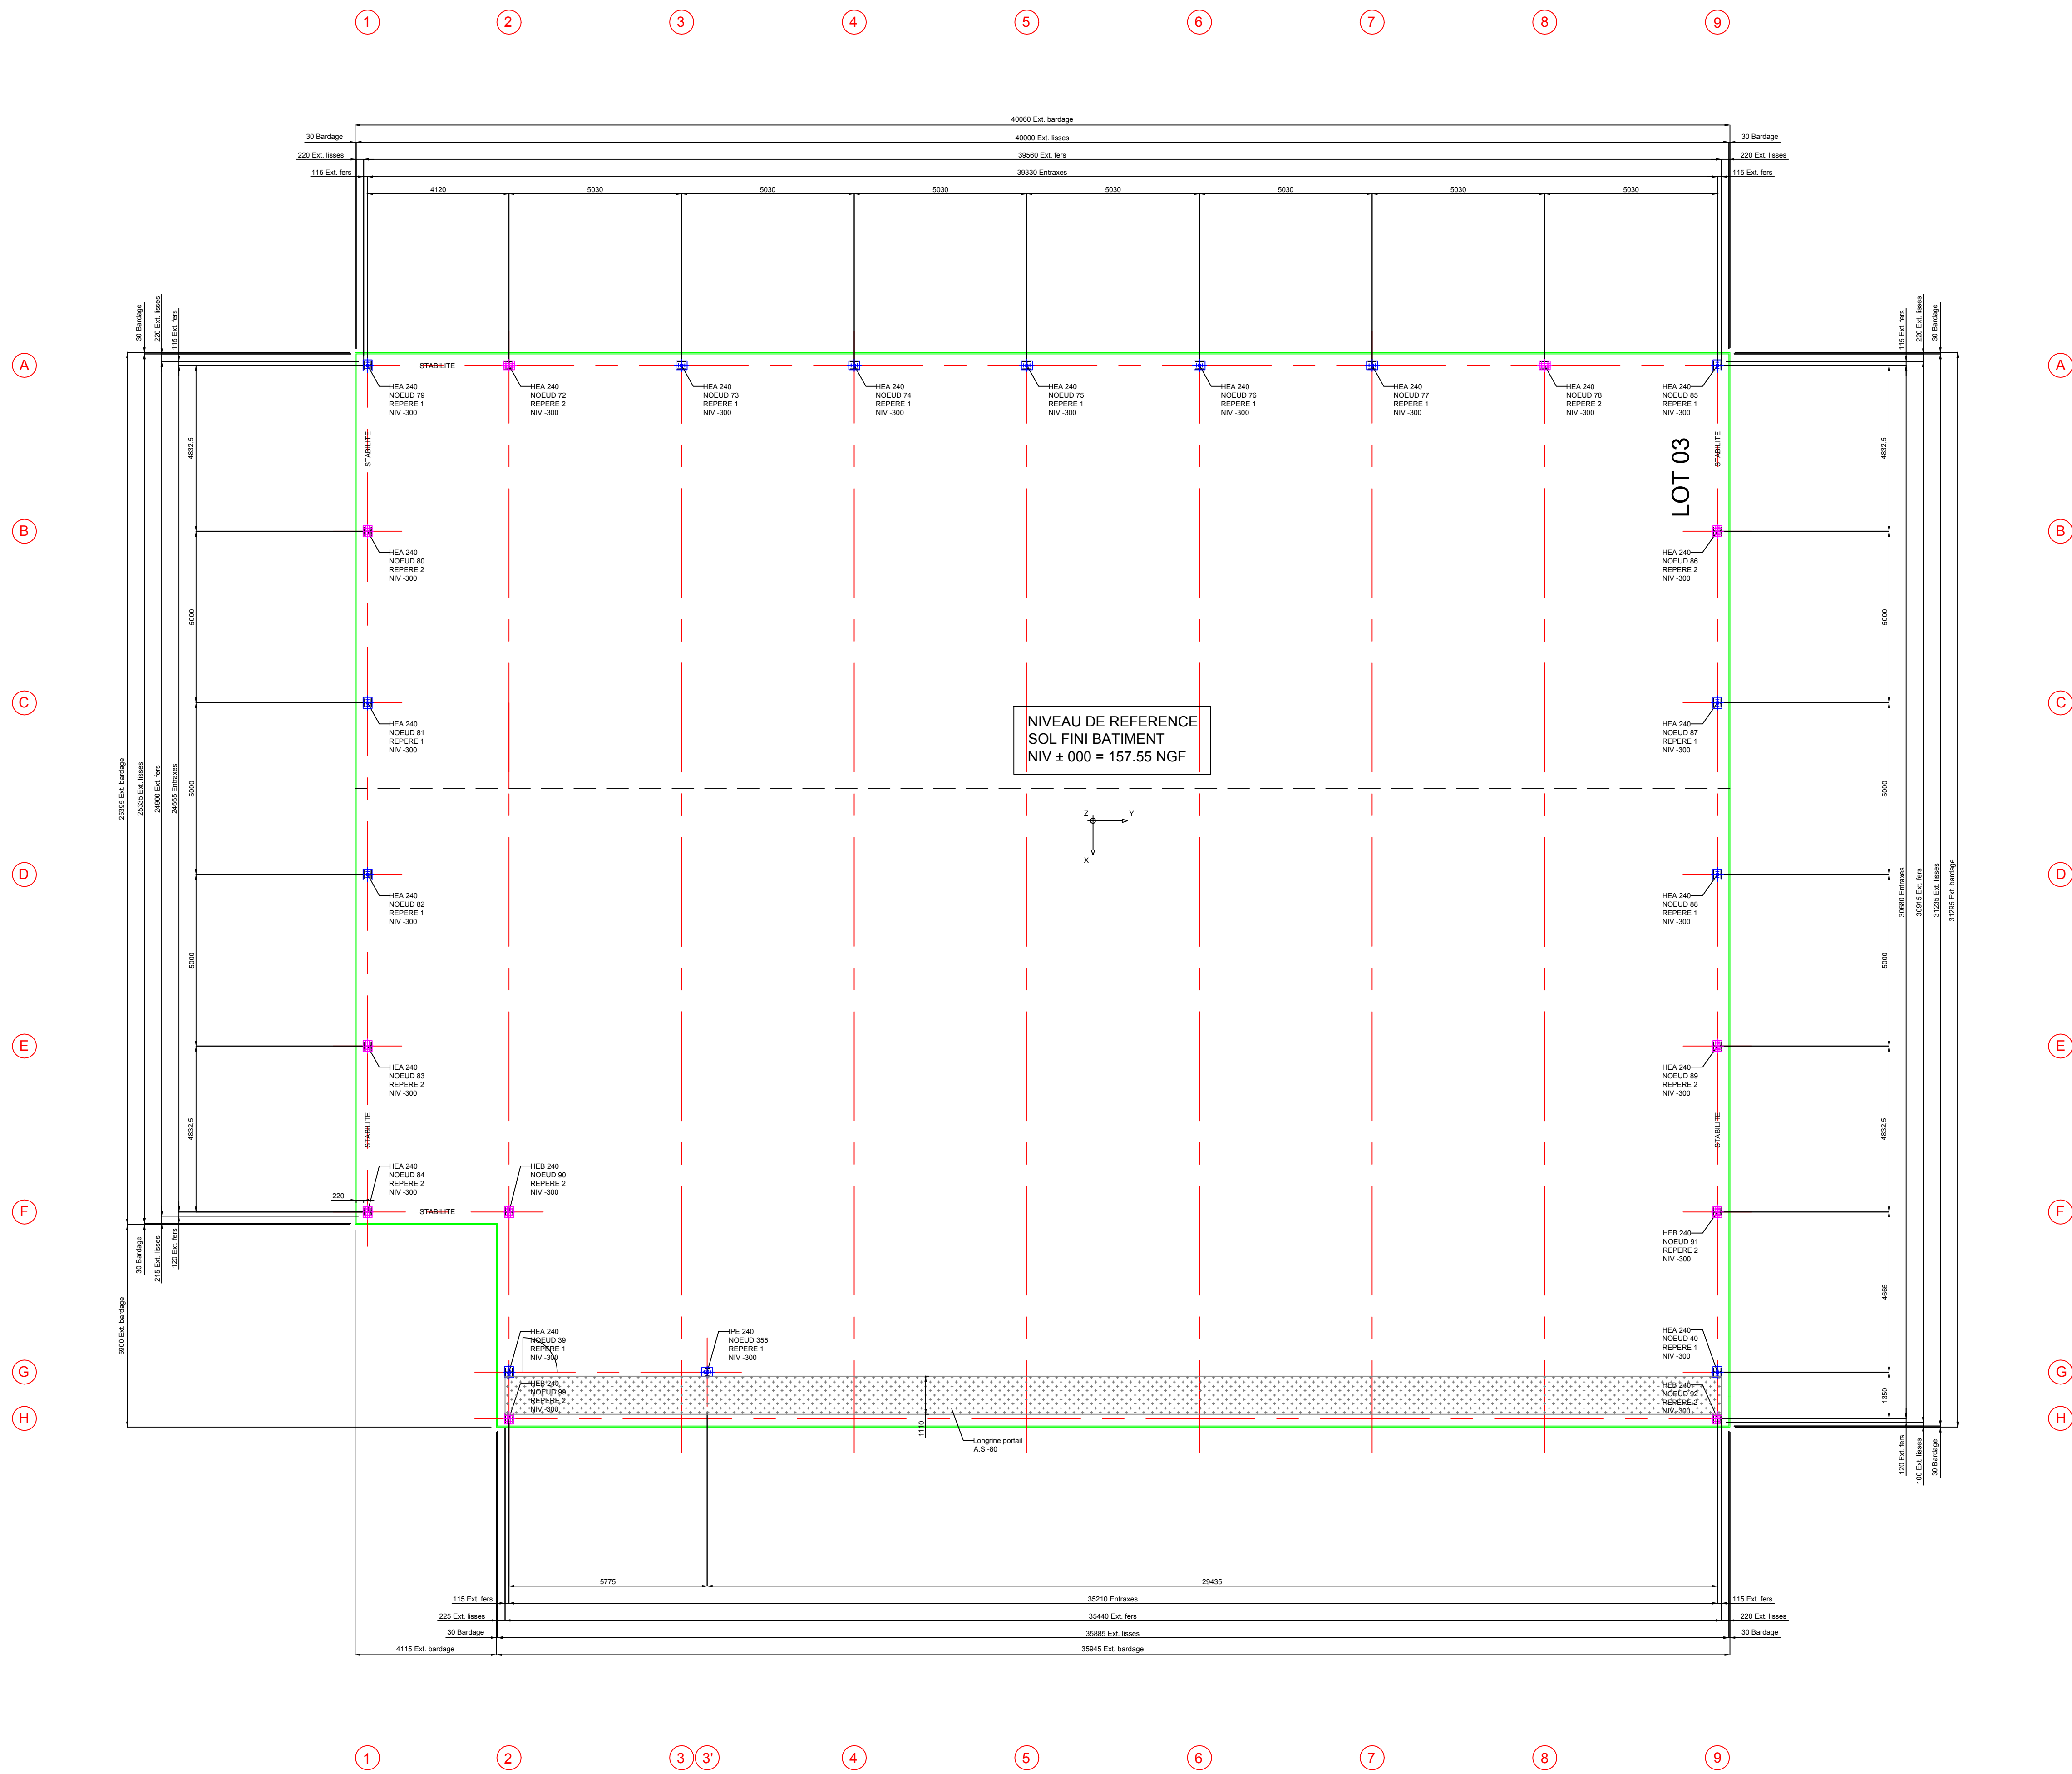 1 2 3 4 5 6 7 8 9
40060 Ext. bardage
30 Bardage 40000 Ext. lisses 30 Bardage
220 Ext. lisses 39560 Ext. fers 220 Ext. lisses
115 Ext. fers 39330 Entraxes 115 Ext. fers
4120 5030 5030 5030 5030 5030 5030 5030
30 Bardage
220 Ext. lisses
115 Ext. fers
115 Ext. fers
220 Ext. lisses
30 Bardage
A STABILITE A
HEA 240
NOEUD 79
REPERE 1
NIV -300
HEA 240
NOEUD 72
REPERE 2
NIV -300
HEA 240
NOEUD 73
REPERE 1
NIV -300
HEA 240
NOEUD 74
REPERE 1
NIV -300
HEA 240
NOEUD 75
REPERE 1
NIV -300
HEA 240
NOEUD 76
REPERE 1
NIV -300
HEA 240
NOEUD 77
REPERE 1
NIV -300
HEA 240
NOEUD 78
REPERE 2
NIV -300
HEA 240
NOEUD 85
REPERE 1
NIV -300
4832.5
STABILITE
LOT 03
STABILITE
4832.5
B B
HEA 240
NOEUD 80
REPERE 2
NIV -300
HEA 240
NOEUD 86
REPERE 2
NIV -300
5000
5000
C C
HEA 240
NOEUD 81
REPERE 1
NIV -300
NIVEAU DE REFERENCE
SOL FINI BATIMENT
NIV ± 000 = 157.55 NGF
HEA 240
NOEUD 87
REPERE 1
NIV -300
25395 Ext. bardage
25335 Ext. lisses
24900 Ext. fers
24665 Entraxes
5000
5000
Z Y
X
D D
HEA 240
NOEUD 82
REPERE 1
NIV -300
HEA 240
NOEUD 88
REPERE 1
NIV -300
30680 Entraxes
30915 Ext. fers
31235 Ext. lisses
31295 Ext. bardage
5000
5000
E E
HEA 240
NOEUD 83
REPERE 2
NIV -300
HEA 240
NOEUD 89
REPERE 2
NIV -300
4832.5
STABILITE
STABILITE
4832.5
HEA 240
NOEUD 84
REPERE 2
NIV -300
HEB 240
NOEUD 90
REPERE 2
NIV -300
220
F STABILITE F
HEB 240
NOEUD 91
REPERE 2
NIV -300
30 Bardage
215 Ext. lisses
120 Ext. fers
5900 Ext. bardage
4665
HEA 240
NOEUD 39
REPERE 1
NIV -300
IPE 240
NOEUD 355
REPERE 1
NIV -300
HEA 240
NOEUD 40
REPERE 1
NIV -300
G G
HEB 240
NOEUD 99
REPERE 2
NIV -300
HEB 240
NOEUD 92
REPERE 2
NIV -300
1350
H H
1110
Longrine portail
A.S -80
120 Ext. fers
100 Ext. lisses
30 Bardage
5775 29435
115 Ext. fers 35210 Entraxes 115 Ext. fers
225 Ext. lisses 35440 Ext. fers 220 Ext. lisses
30 Bardage 35885 Ext. lisses 30 Bardage
4115 Ext. bardage 35945 Ext. bardage
1 2 3 3' 4 5 6 7 8 9